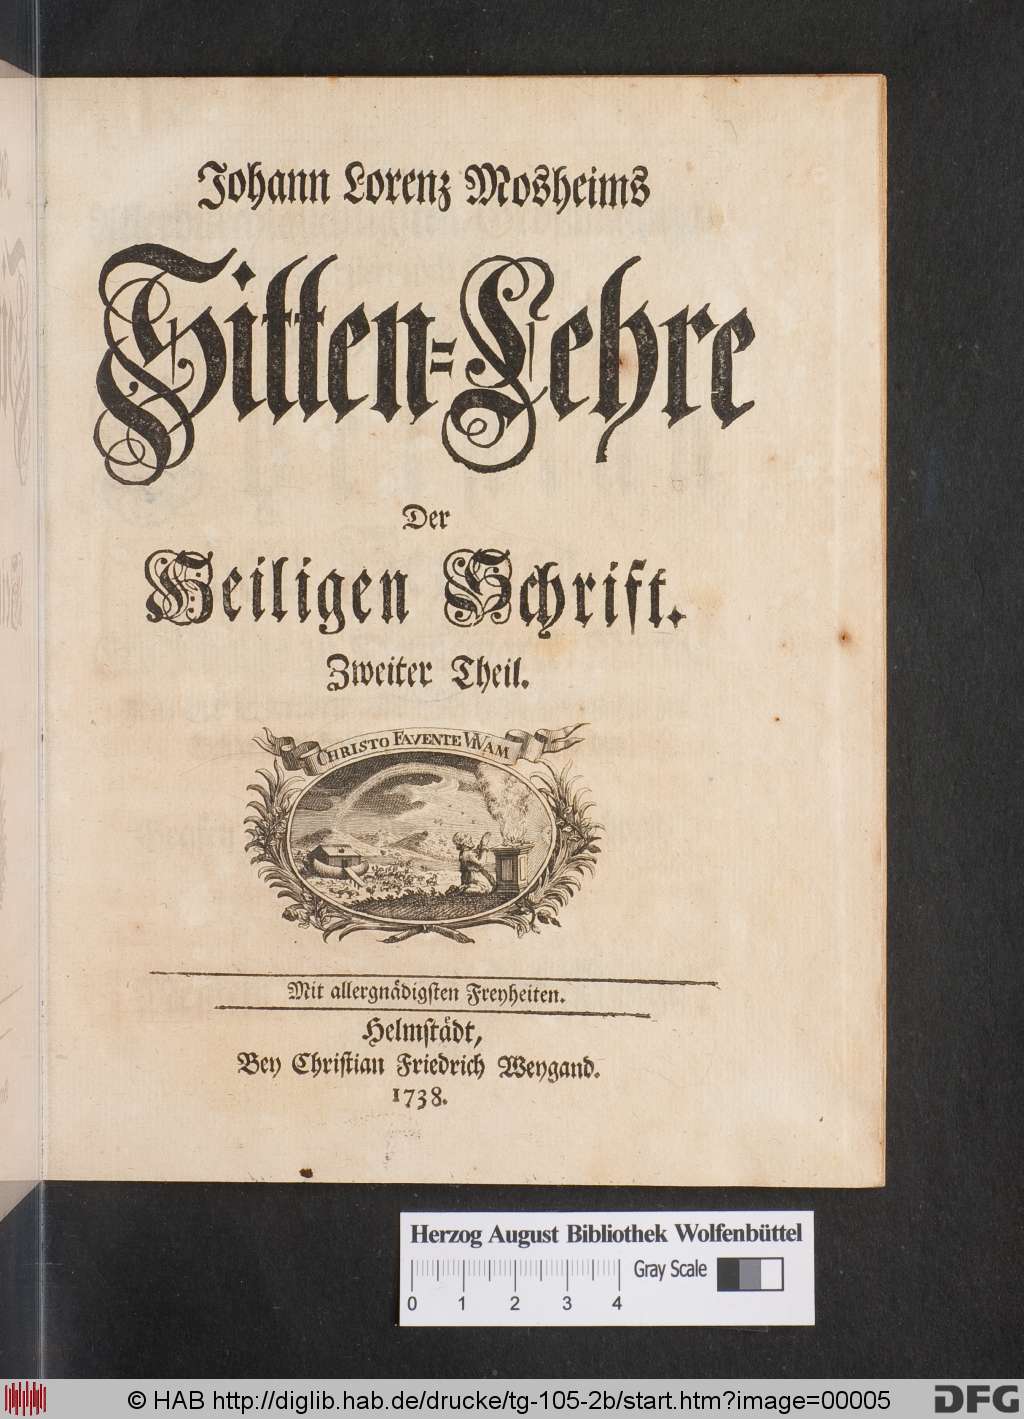 Johann Lorenz Mosheims
Sitten=Lehre
Der
Heiligen Schrift.
Zweiter Theil.
CHRISTO FAVENTE VIVAM
Mit allergnådigsten Freyheiten.
Helmstådt,
Bey Christian Friedrich Weygand.
1738.
Herzog August Bibliothek Wolfenbüttel
Gray Scale
0 1 2 3 4
© HAB http://diglib.hab.de/drucke/tg-105-2b/start.htm?image=00005
DFG